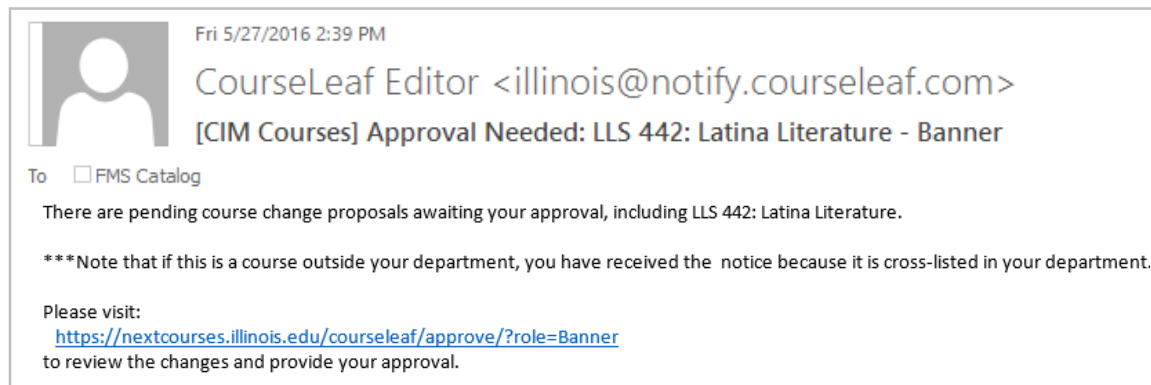 Fri 5/27/2016 2:39 PM
CourseLeaf Editor <illinois@notify.courseleaf.com>
[CIM Courses] Approval Needed: LLS 442: Latina Literature - Banner
To FMS Catalog
There are pending course change proposals awaiting your approval, including LLS 442: Latina Literature.
***Note that if this is a course outside your department, you have received the  notice because it is cross-listed in your department.
Please visit:
https://nextcourses.illinois.edu/courseleaf/approve/?role=Banner
to review the changes and provide your approval.